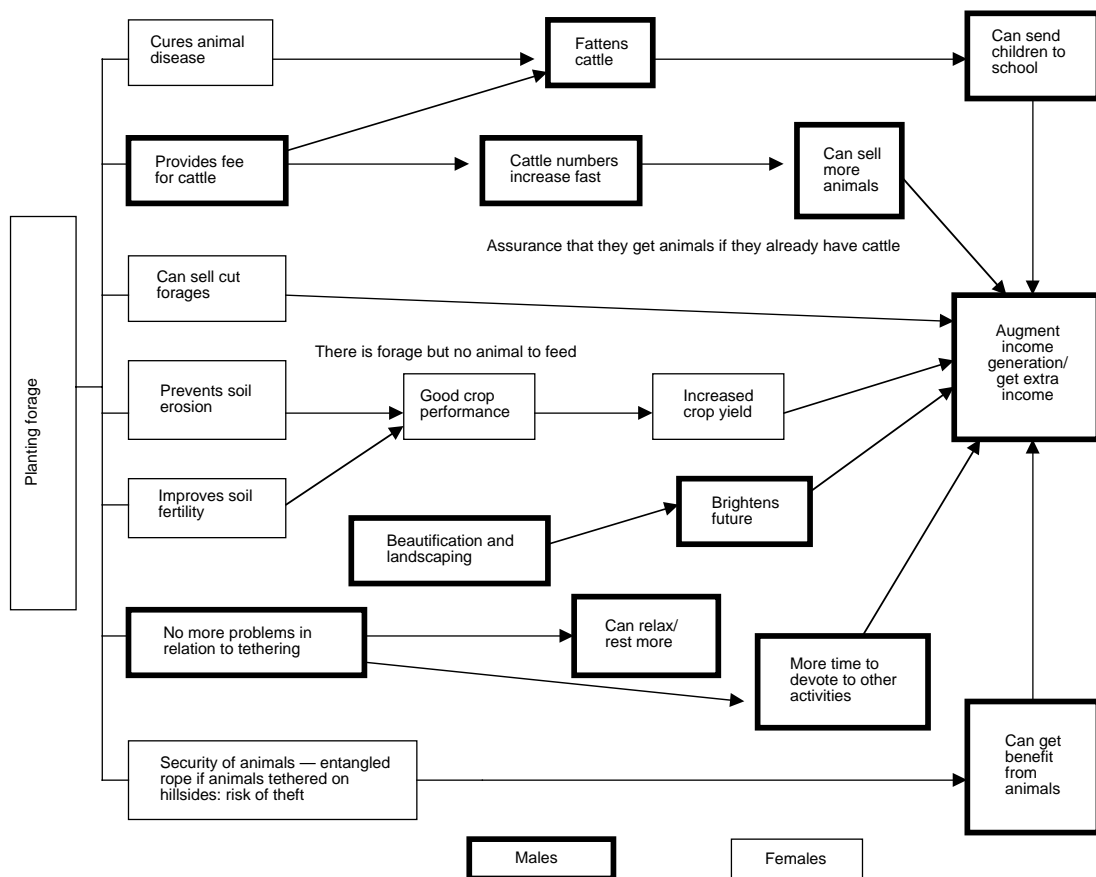 Planting forage
Cures animal
disease
Fattens
cattle
Can send
children to
school
Provides fee
for cattle
Cattle numbers
increase fast
Can sell
more
animals
Assurance that they get animals if they already have cattle
Can sell cut
forages
Augment
income
generation/
get extra
income
There is forage but no animal to feed
Prevents soil
erosion
Good crop
performance
Increased
crop yield
Improves soil
fertility
Beautification and
landscaping
Brightens
future
No more problems in
relation to tethering
Can relax/
rest more
More time to
devote to other
activities
Security of animals — entangled
rope if animals tethered on
hillsides: risk of theft
Can get
benefit
from
animals
Males
Females